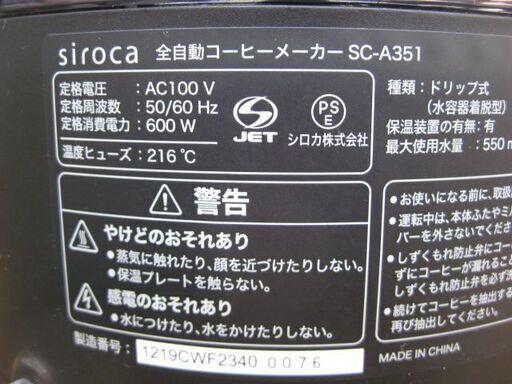 siroca 全自動コーヒーメーカー SC-A351
定格電圧：AC100 V
定格周波数：50/60 Hz
定格消費電力：600 W
温度ヒューズ：216℃
JET
PS
E
シロカ株式会社
種類：ドリップ式
(水容器着脱型)
保温装置の有無：有
最大使用水量：550m
警告
やけどのおそれあり
•蒸気に触れたり、顔を近づけたりしない。
•保温プレートを触らない。
感電のおそれあり
•水につけたり、水をかけたりしない。
製造番号：1219CWF2340 0076
•お使いになる前に、取扱
•運転中は、本体ふたやミル
バーを外さないでください
•しずくもれ防止弁にコー
ずにコーヒーが漏れること
しずくもれ防止弁を必ず洗
•続けてコーヒーを抽出する
再び抽出してください。
MADE IN CHINA